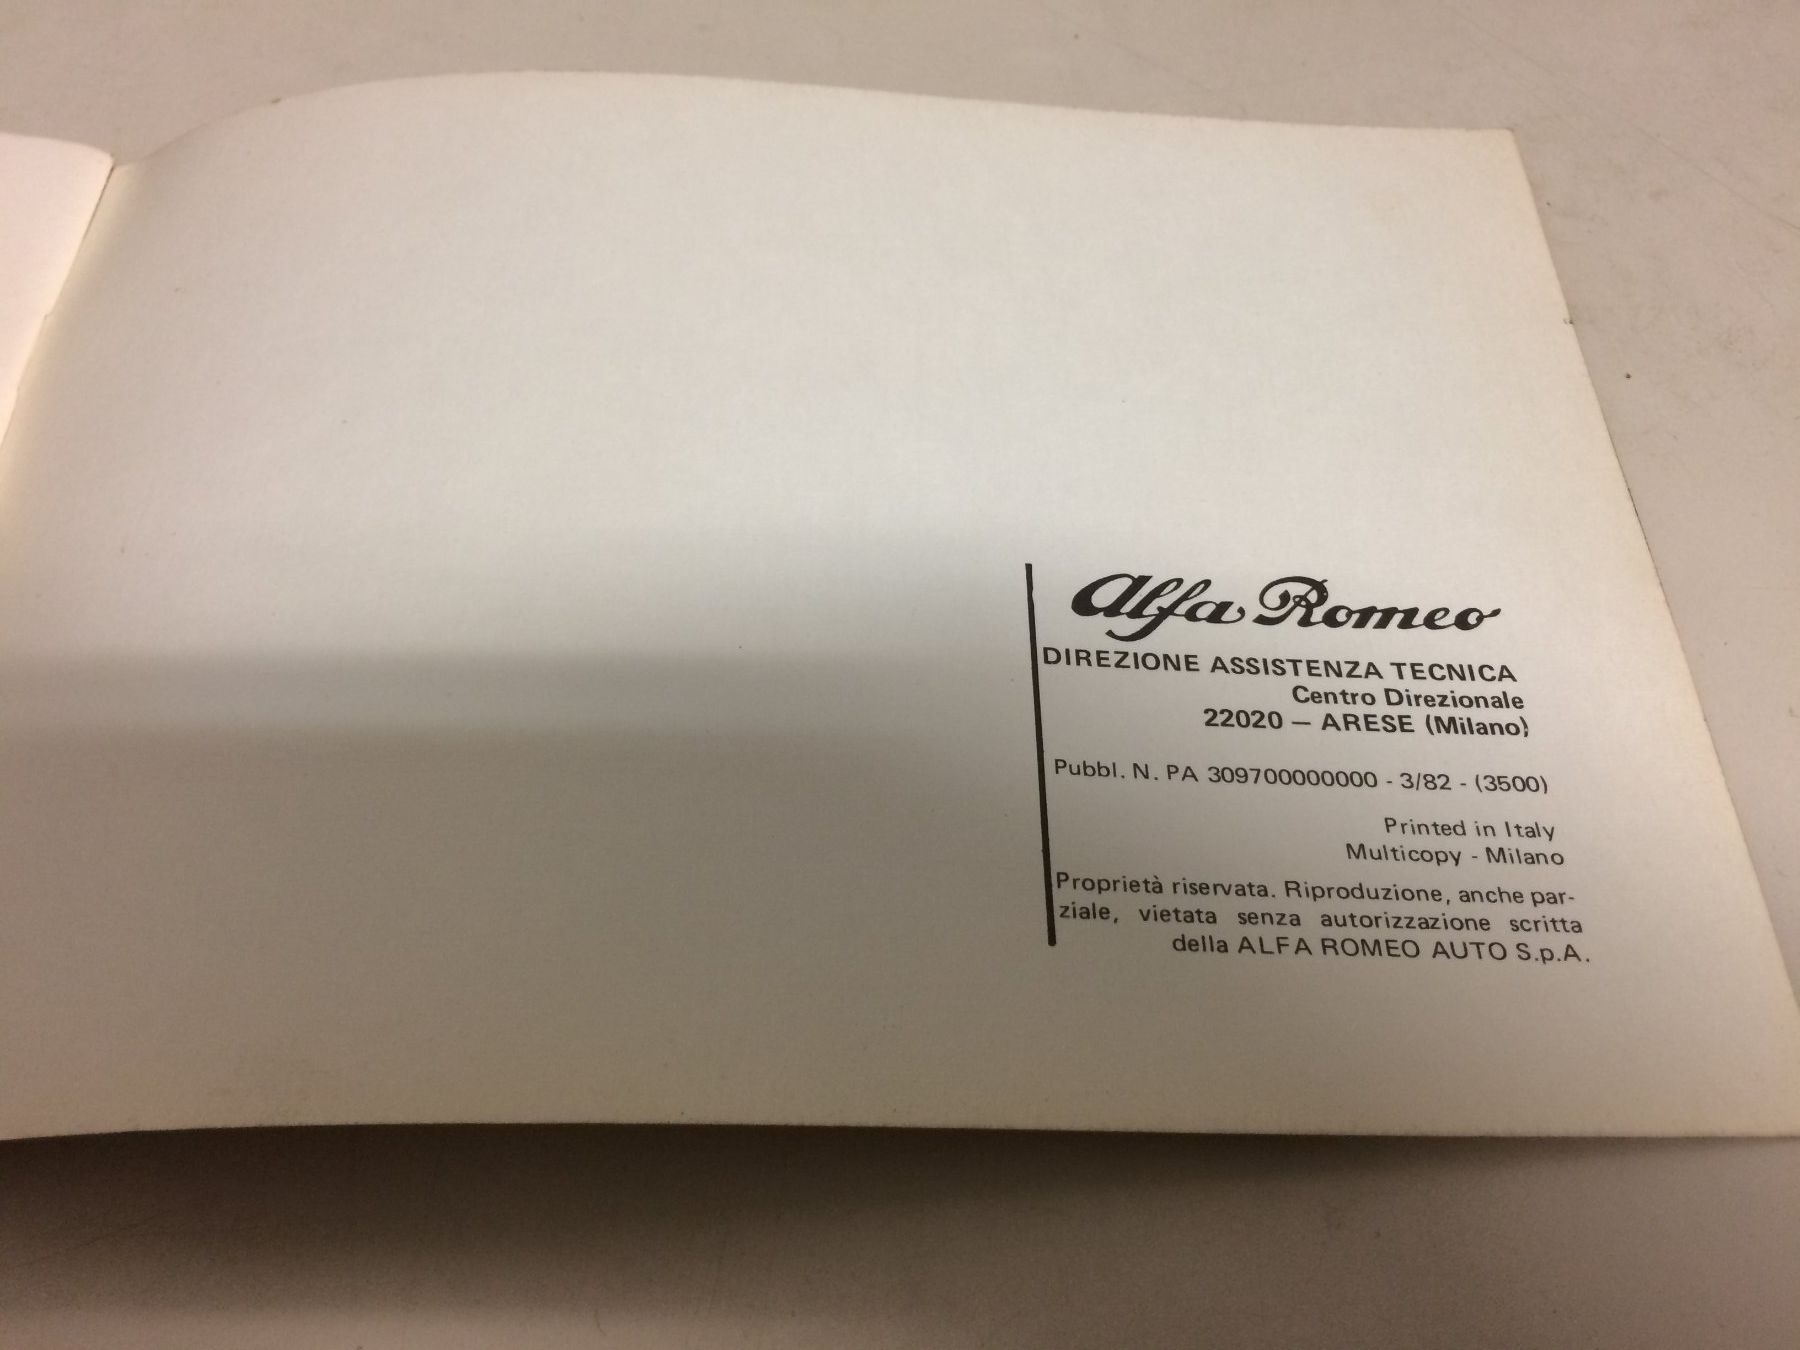 Alfa Romeo
DIREZIONE ASSISTENZA TECNICA
Centro Direzionale
22020 — ARESE (Milano)
Pubbl. N. PA 309700000000 - 3/82 - (3500)
Printed in Italy
Multicopy - Milano
Proprietà riservata. Riproduzione, anche par-
ziale, vietata senza autorizzazione scritta
della ALFA ROMEO AUTO S.p.A.